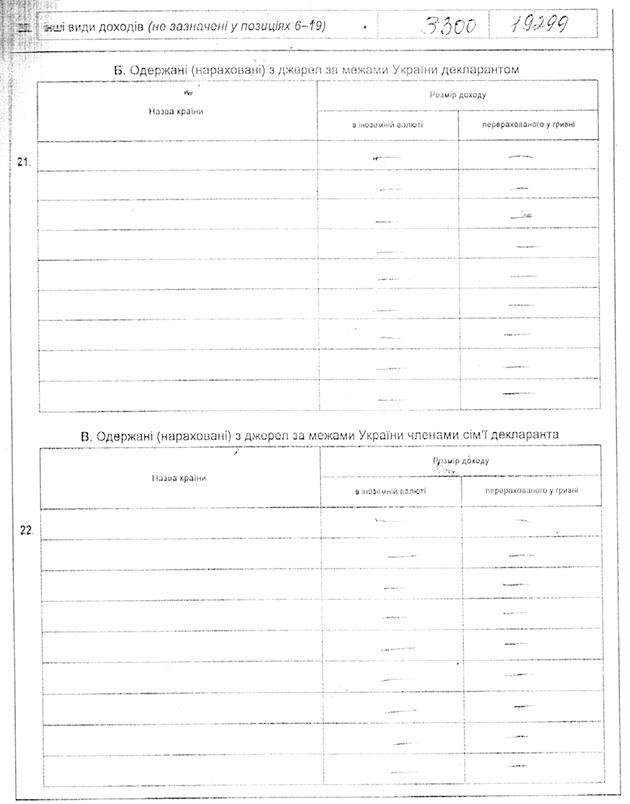 інші види доходів (не зазначені у позиціях 6–19) 3300 19299
Б. Одержані (нараховані) з джерел за межами України декларантом
Назва країни
Розмір доходу
в іноземній валюті
перерахованого у гривні
21.
— —
— —
— —
— —
— —
— —
— —
— —
— —
В. Одержані (нараховані) з джерел за межами України членами сім'ї декларанта
Назва країни
Розмір доходу
в іноземній валюті
перерахованого у гривні
22.
— —
— —
— —
— —
— —
— —
— —
— —
— —